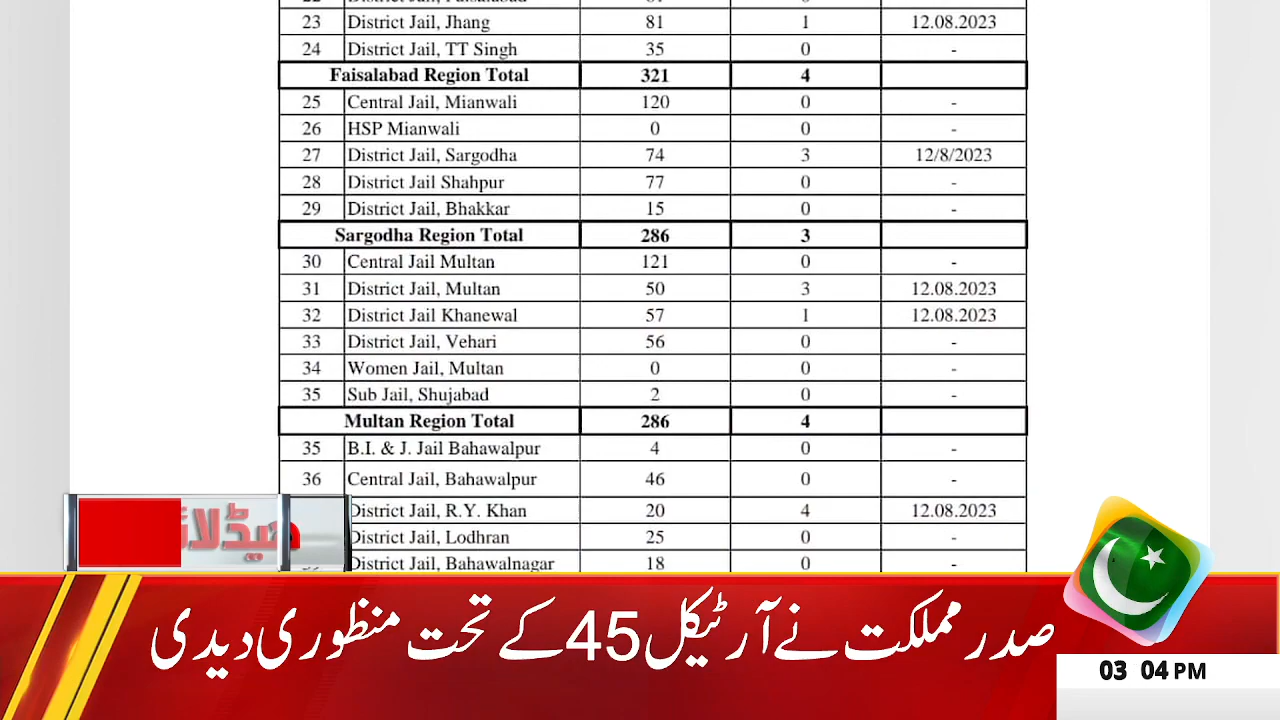 23 District Jail, Jhang 81 1 12.08.2023
24 District Jail, TT Singh 35 0 -
Faisalabad Region Total 321 4
25 Central Jail, Mianwali 120 0 -
26 HSP Mianwali 0 0 -
27 District Jail, Sargodha 74 3 12/8/2023
28 District Jail Shahpur 77 0 -
29 District Jail, Bhakkar 15 0 -
Sargodha Region Total 286 3
30 Central Jail Multan 121 0 -
31 District Jail, Multan 50 3 12.08.2023
32 District Jail Khanewal 57 1 12.08.2023
33 District Jail, Vehari 56 0 -
34 Women Jail, Multan 0 0 -
35 Sub Jail, Shujabad 2 0 -
Multan Region Total 286 4
35 B.I. & J. Jail Bahawalpur 4 0 -
36 Central Jail, Bahawalpur 46 0 -
District Jail, R.Y. Khan 20 4 12.08.2023
District Jail, Lodhran 25 0 -
District Jail, Bahawalnagar 18 0 -
صدر مملکت نے آرٹیکل 45 کے تحت منظوری دیدی
03 04 PM